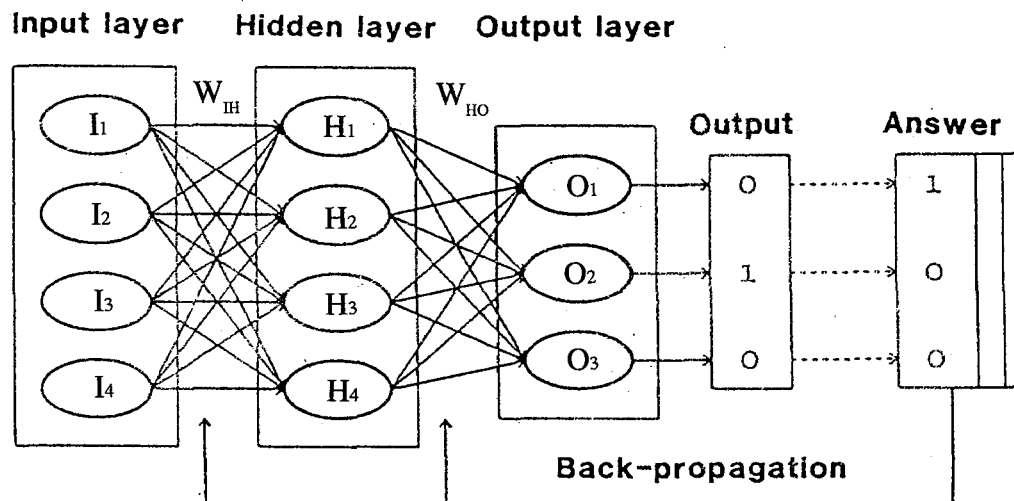 Input layer Hidden layer Output layer
W_IH W_HO
Output Answer
I1 H1
O1 0 1
I2 H2
O2 1 0
I3 H3
O3 0 0
I4 H4
Back-propagation